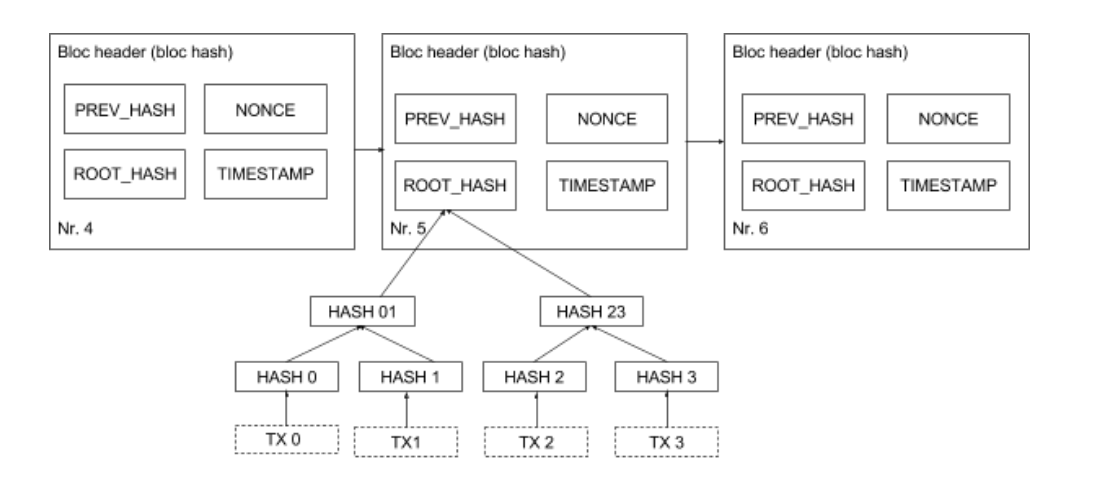 Bloc header (bloc hash)
PREV_HASH
NONCE
ROOT_HASH
TIMESTAMP
Nr. 4
Bloc header (bloc hash)
PREV_HASH
NONCE
ROOT_HASH
TIMESTAMP
Nr. 5
Bloc header (bloc hash)
PREV_HASH
NONCE
ROOT_HASH
TIMESTAMP
Nr. 6
HASH 01
HASH 23
HASH 0
HASH 1
HASH 2
HASH 3
TX 0
TX1
TX 2
TX 3